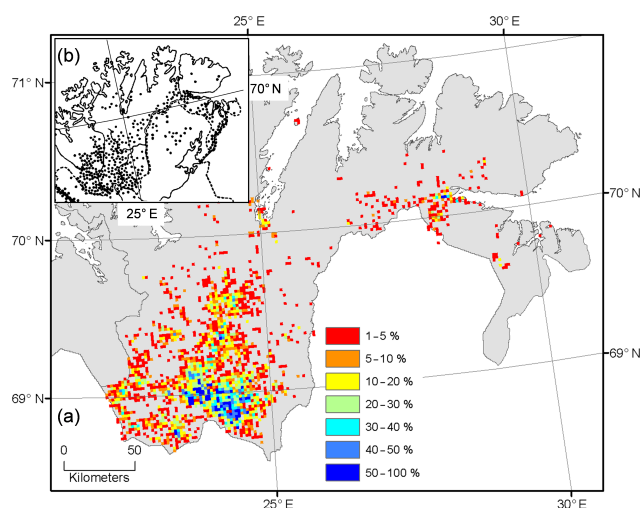 25° E
30° E
(b)
71° N
70° N
25° E
70° N
70° N
69° N
69° N
(a)
0 50
Kilometers
1–5 %
5–10 %
10–20 %
20–30 %
30–40 %
40–50 %
50–100 %
25° E
30° E